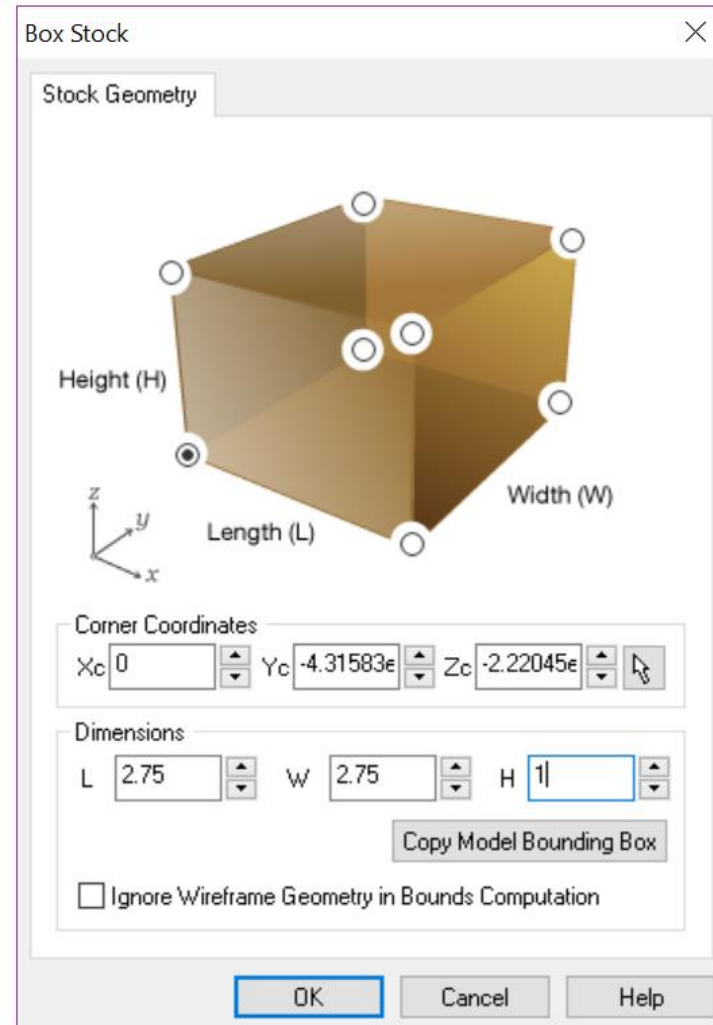 Box Stock
Stock Geometry
Height (H)
Width (W)
Length (L)
z
y
x
Corner Coordinates
Xc 0 Yc -4.31583e Zc -2.22045e
Dimensions
L 2.75 W 2.75 H 1
Copy Model Bounding Box
Ignore Wireframe Geometry in Bounds Computation
OK Cancel Help